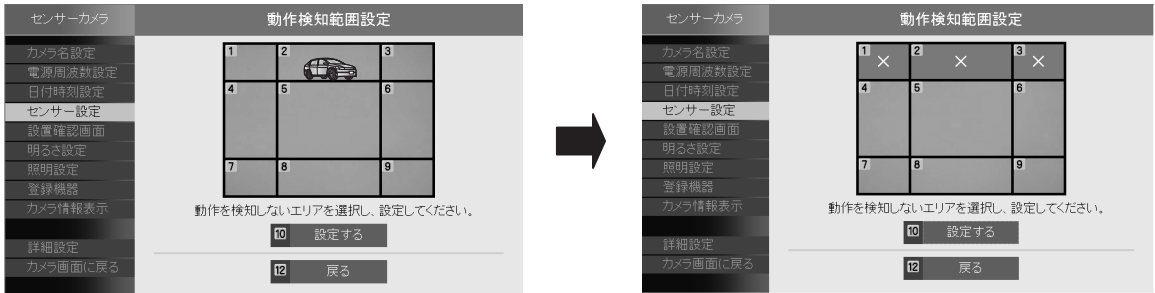 センサーカメラ
動作検知範囲設定
カメラ名設定
電源周波数設定
日付時刻設定
センサー設定
設置確認画面
明るさ設定
照明設定
登録機器
カメラ情報表示
詳細設定
カメラ画面に戻る
1 2 3
4 5 6
7 8 9
動作を検知しないエリアを選択し、設定してください。
10 設定する
12 戻る
センサーカメラ
動作検知範囲設定
カメラ名設定
電源周波数設定
日付時刻設定
センサー設定
設置確認画面
明るさ設定
照明設定
登録機器
カメラ情報表示
詳細設定
カメラ画面に戻る
1 2 3
× × ×
4 5 6
7 8 9
動作を検知しないエリアを選択し、設定してください。
10 設定する
12 戻る